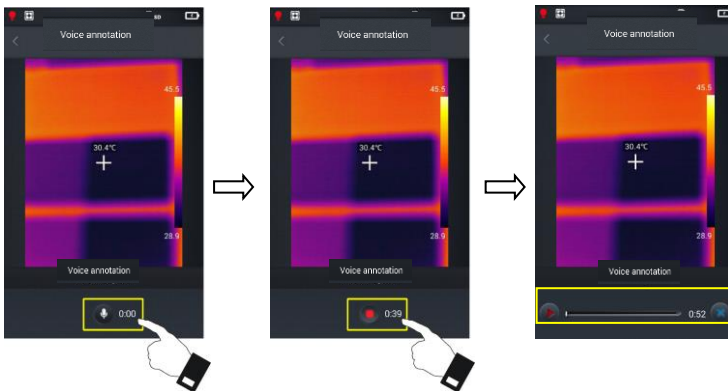 SD
Voice annotation
45.5
30.4°C
28.9
Voice annotation
0:00
Voice annotation
45.5
30.4°C
28.9
Voice annotation
0:39
Voice annotation
45.5
30.4°C
28.9
Voice annotation
0:52